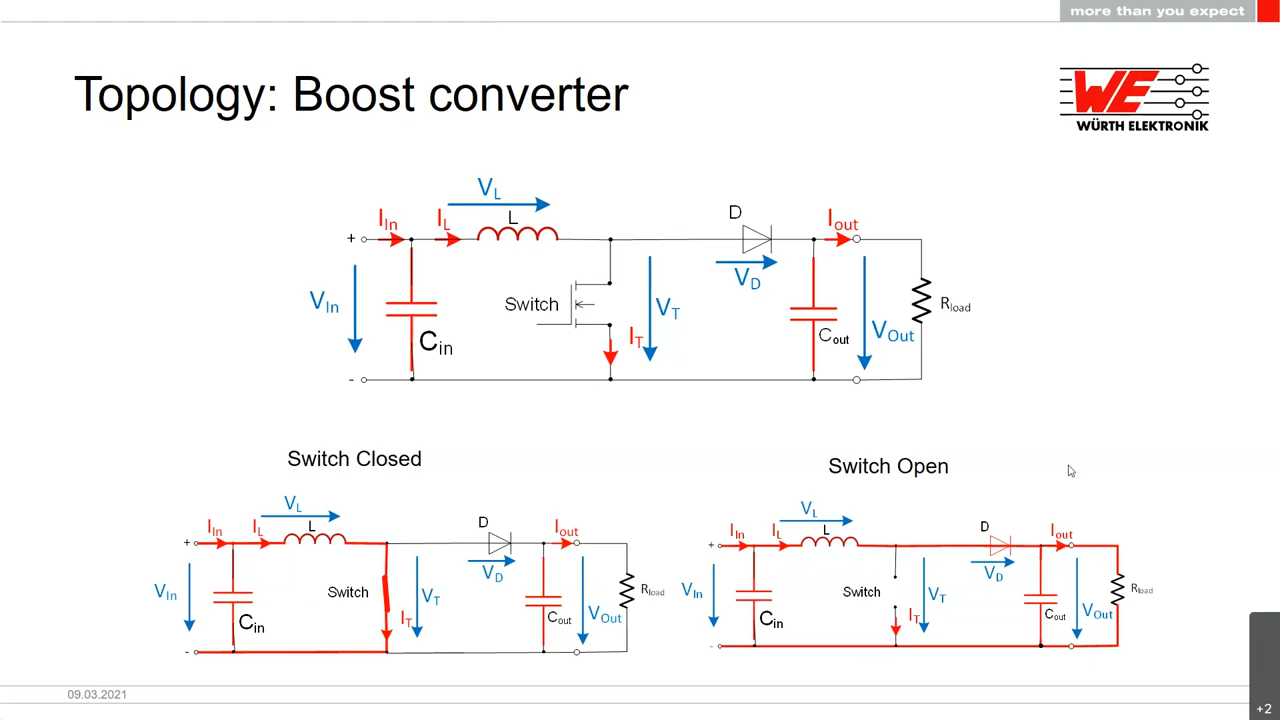 more than you expect
Topology: Boost converter
WE
WÜRTH ELEKTRONIK
VL
L
D
IIn
IL
Iout
+
VIn
Cin
Switch
IT
VT
VD
Cout
VOut
Rload
-
Switch Closed
Switch Open
VL
L
D
IIn
IL
Iout
+
VIn
Cin
Switch
IT
VT
VD
Cout
VOut
Rload
-
VL
L
D
IIn
IL
Iout
+
VIn
Cin
Switch
IT
VT
VD
Cout
VOut
Rload
-
09.03.2021
+2